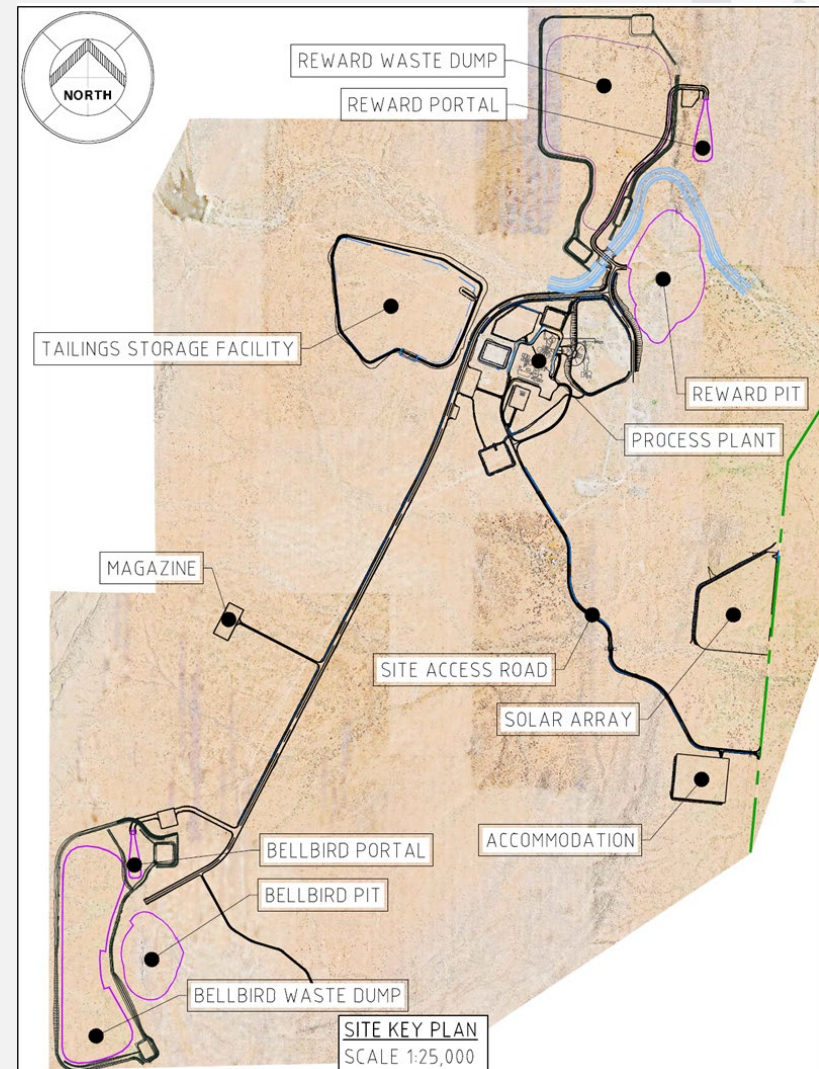 NORTH
REWARD WASTE DUMP
REWARD PORTAL
TAILINGS STORAGE FACILITY
REWARD PIT
PROCESS PLANT
MAGAZINE
SITE ACCESS ROAD
SOLAR ARRAY
ACCOMMODATION
BELLBIRD PORTAL
BELLBIRD PIT
BELLBIRD WASTE DUMP
SITE KEY PLAN
SCALE 1:25,000